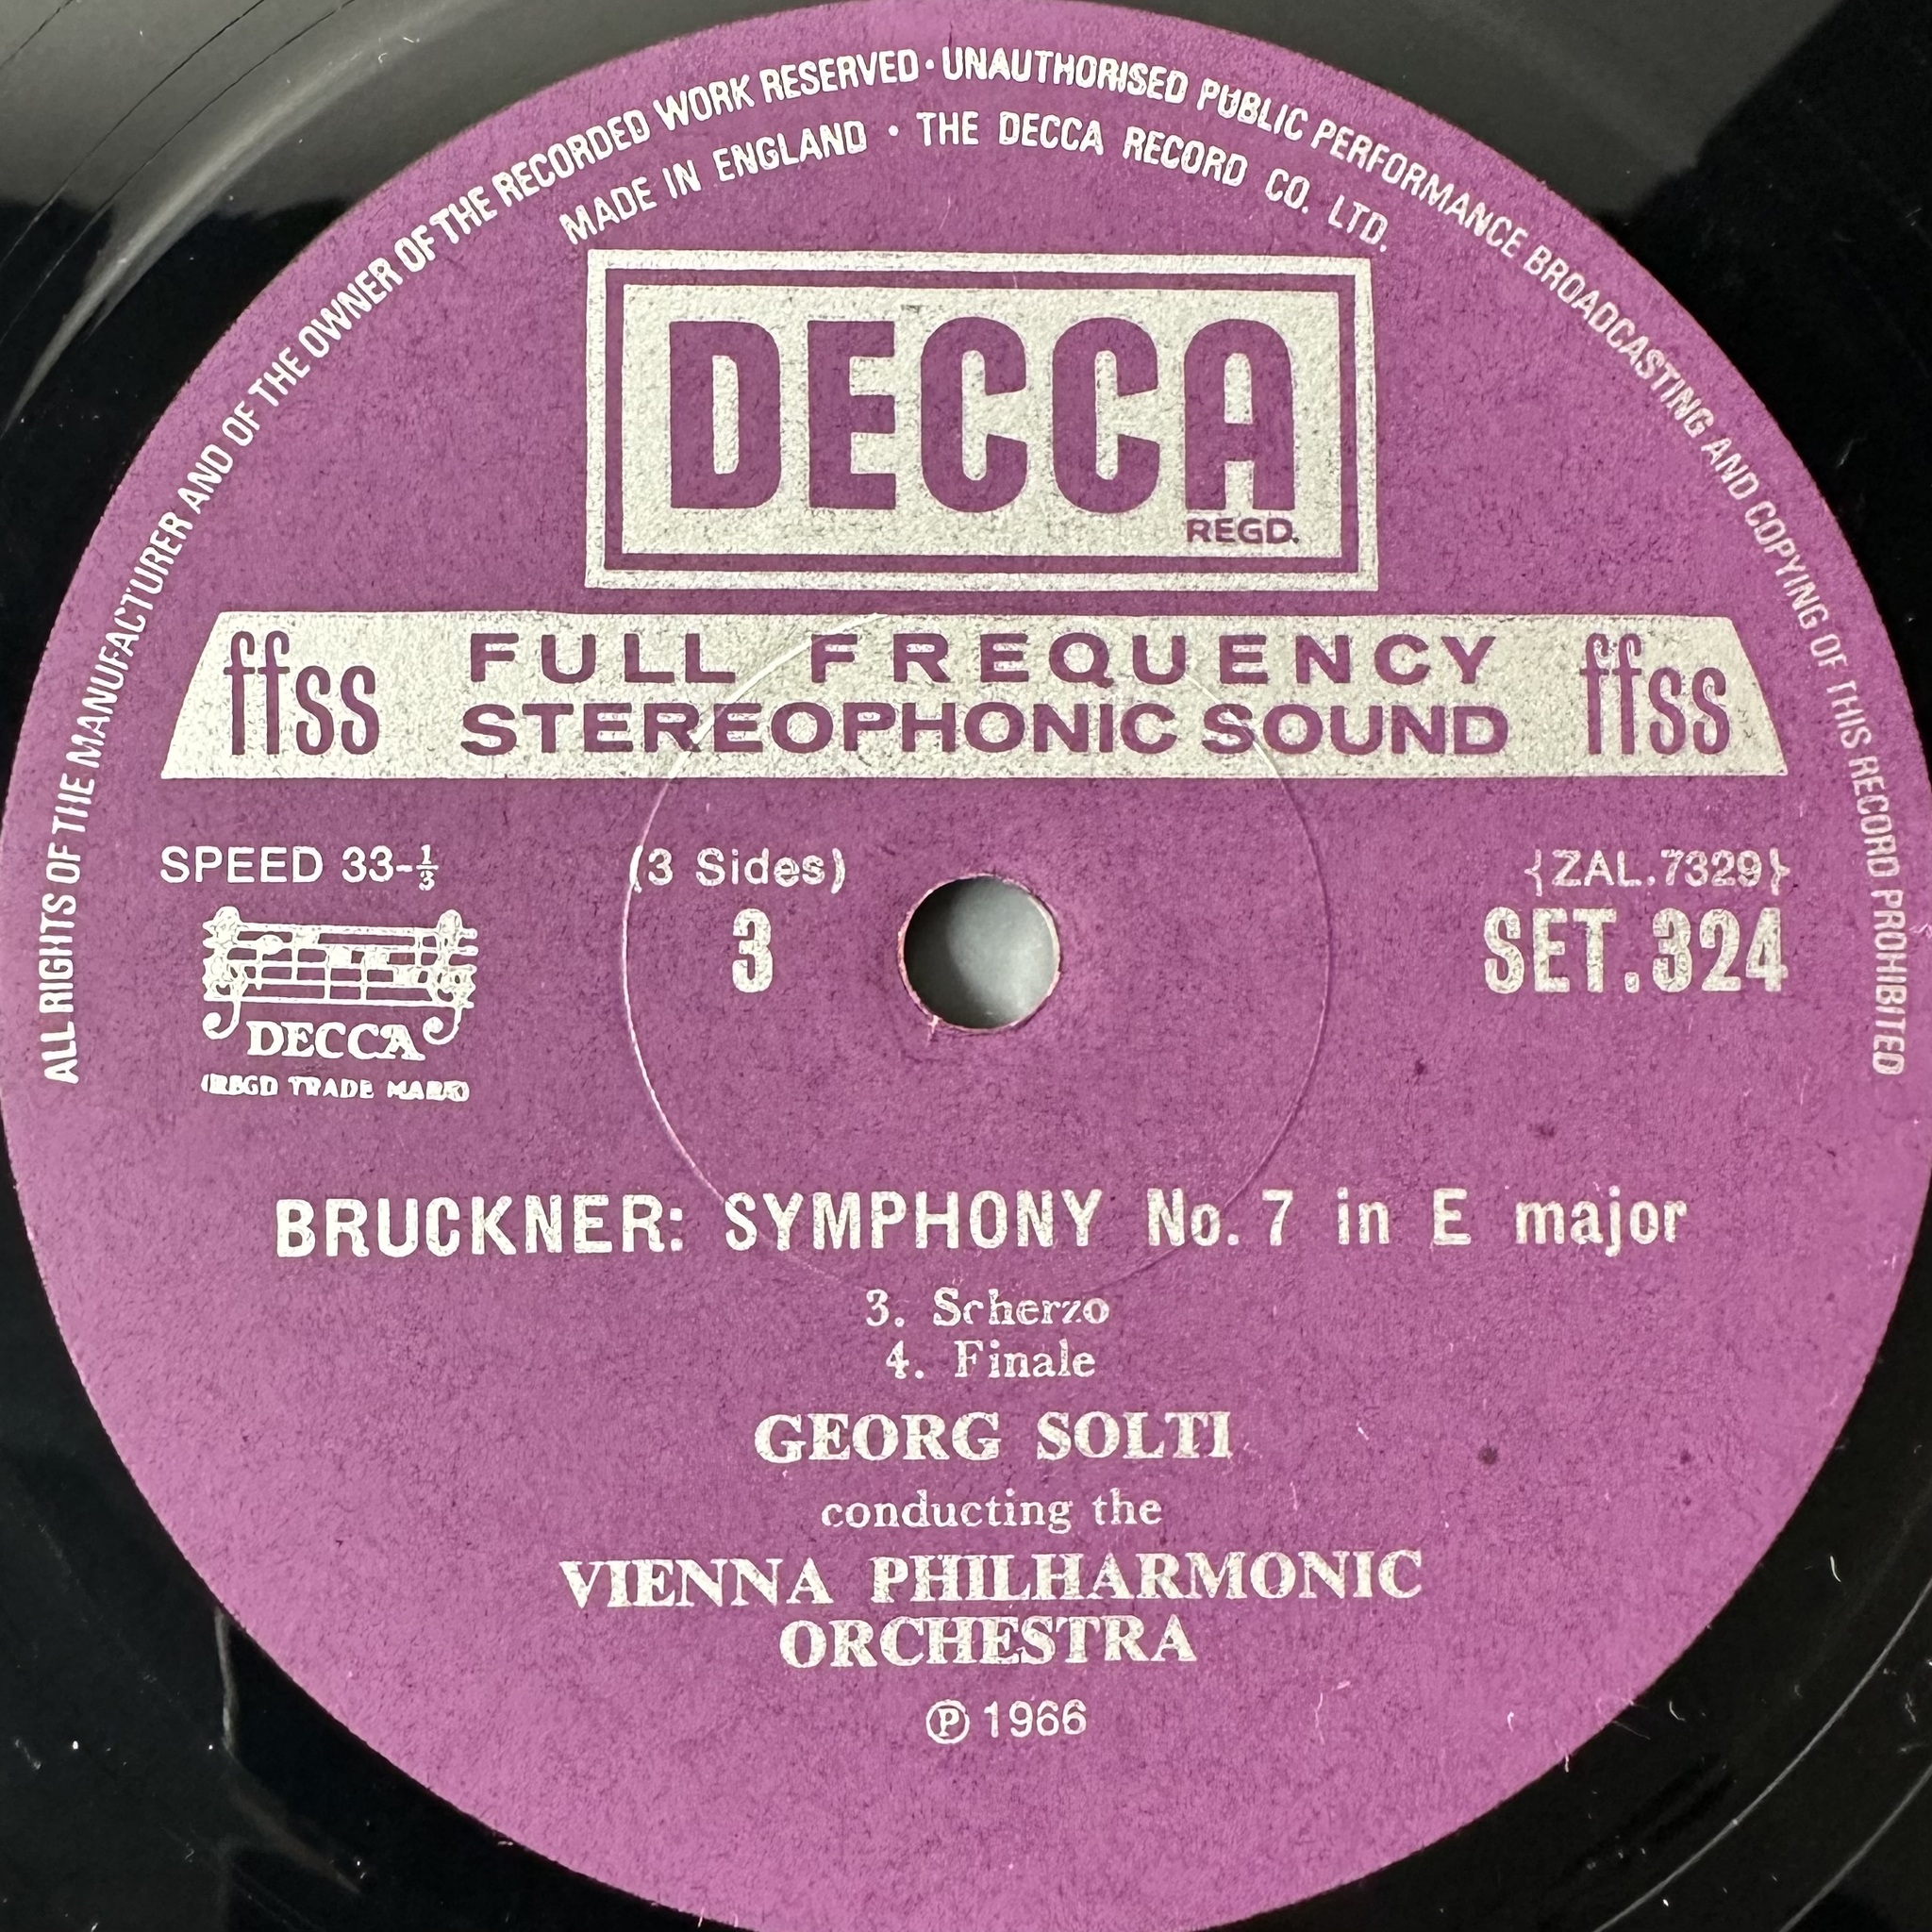 ALL RIGHTS OF THE MANUFACTURER AND OF THE OWNER OF THE RECORDED WORK RESERVED · UNAUTHORISED PUBLIC PERFORMANCE BROADCASTING AND COPYING OF THIS RECORD PROHIBITED
MADE IN ENGLAND · THE DECCA RECORD CO. LTD.
DECCA
REGD.
ffss FULL FREQUENCY STEREOPHONIC SOUND ffss
SPEED 33-⅓ (3 Sides) {ZAL.7329}
3 SET.324
DECCA
(REGD TRADE MARK)
BRUCKNER: SYMPHONY No. 7 in E major
3. Scherzo
4. Finale
GEORG SOLTI
conducting the
VIENNA PHILHARMONIC
ORCHESTRA
Ⓟ 1966